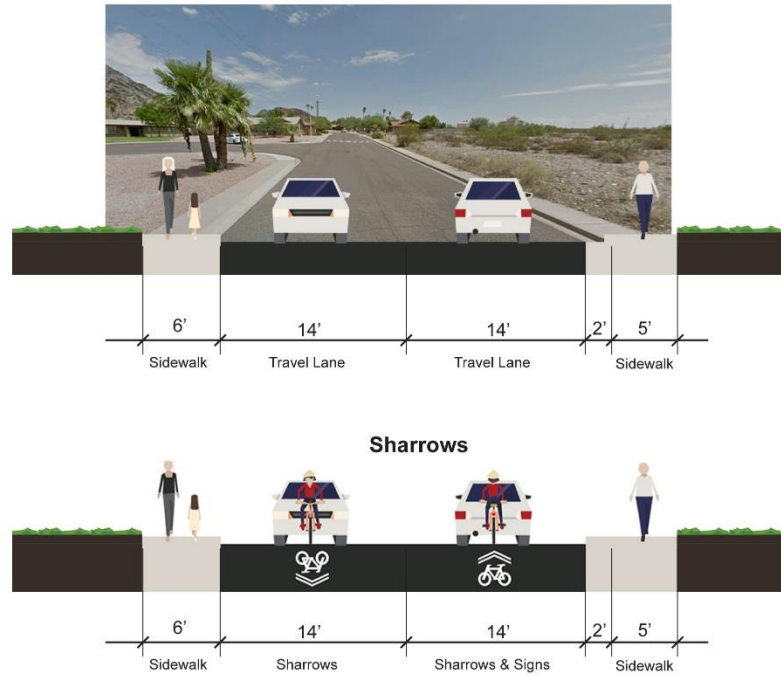 6’ 14’ 14’ 2’ 5’
Sidewalk Travel Lane Travel Lane Sidewalk
Sharrows
6’ 14’ 14’ 2’ 5’
Sidewalk Sharrows Sharrows & Signs Sidewalk